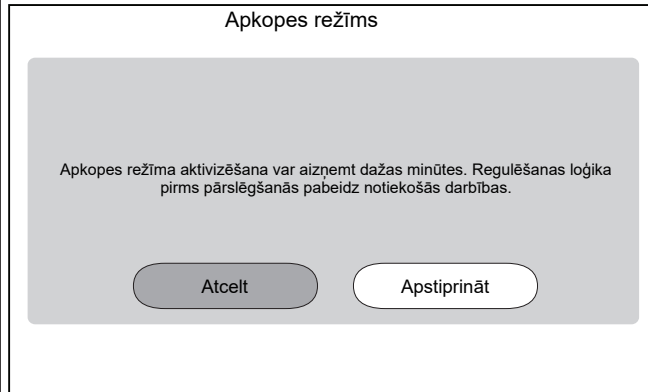 Apkopes režīms
Apkopes režīma aktivizēšana var aizņemt dažas minūtes. Regulēšanas loģika
pirms pārslēgšanās pabeidz notiekošās darbības.
Atcelt
Apstiprināt